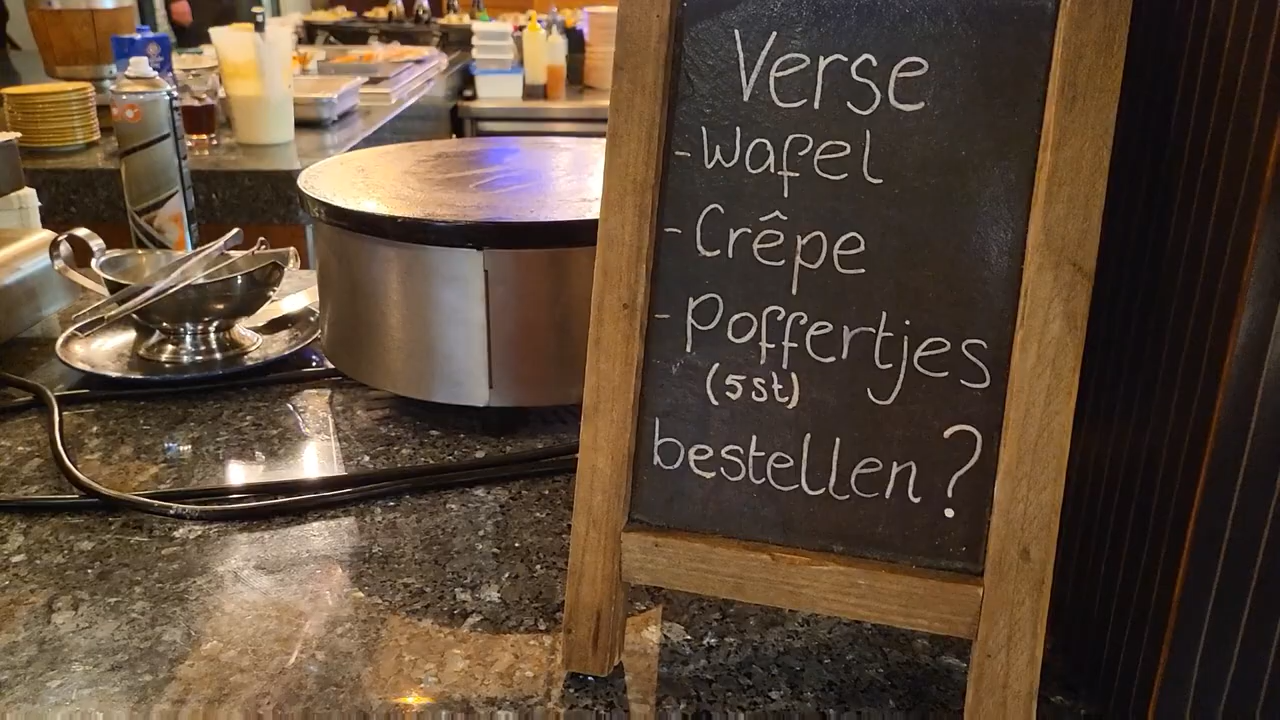 Verse
-Wafel
-Crêpe
-Poffertjes
(5st)
bestellen?